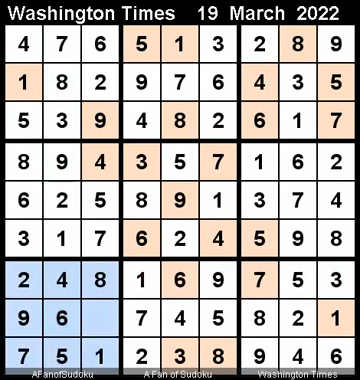 Washington Times 19 March 2022
4 7 6 5 1 3 2 8 9
1 8 2 9 7 6 4 3 5
5 3 9 4 8 2 6 1 7
8 9 4 3 5 7 1 6 2
6 2 5 8 9 1 3 7 4
3 1 7 6 2 4 5 9 8
2 4 8 1 6 9 7 5 3
9 6 7 4 5 8 2 1
7 5 1 2 3 8 9 4 6
AFanofSudoku A Fan of Sudoku Washington Times